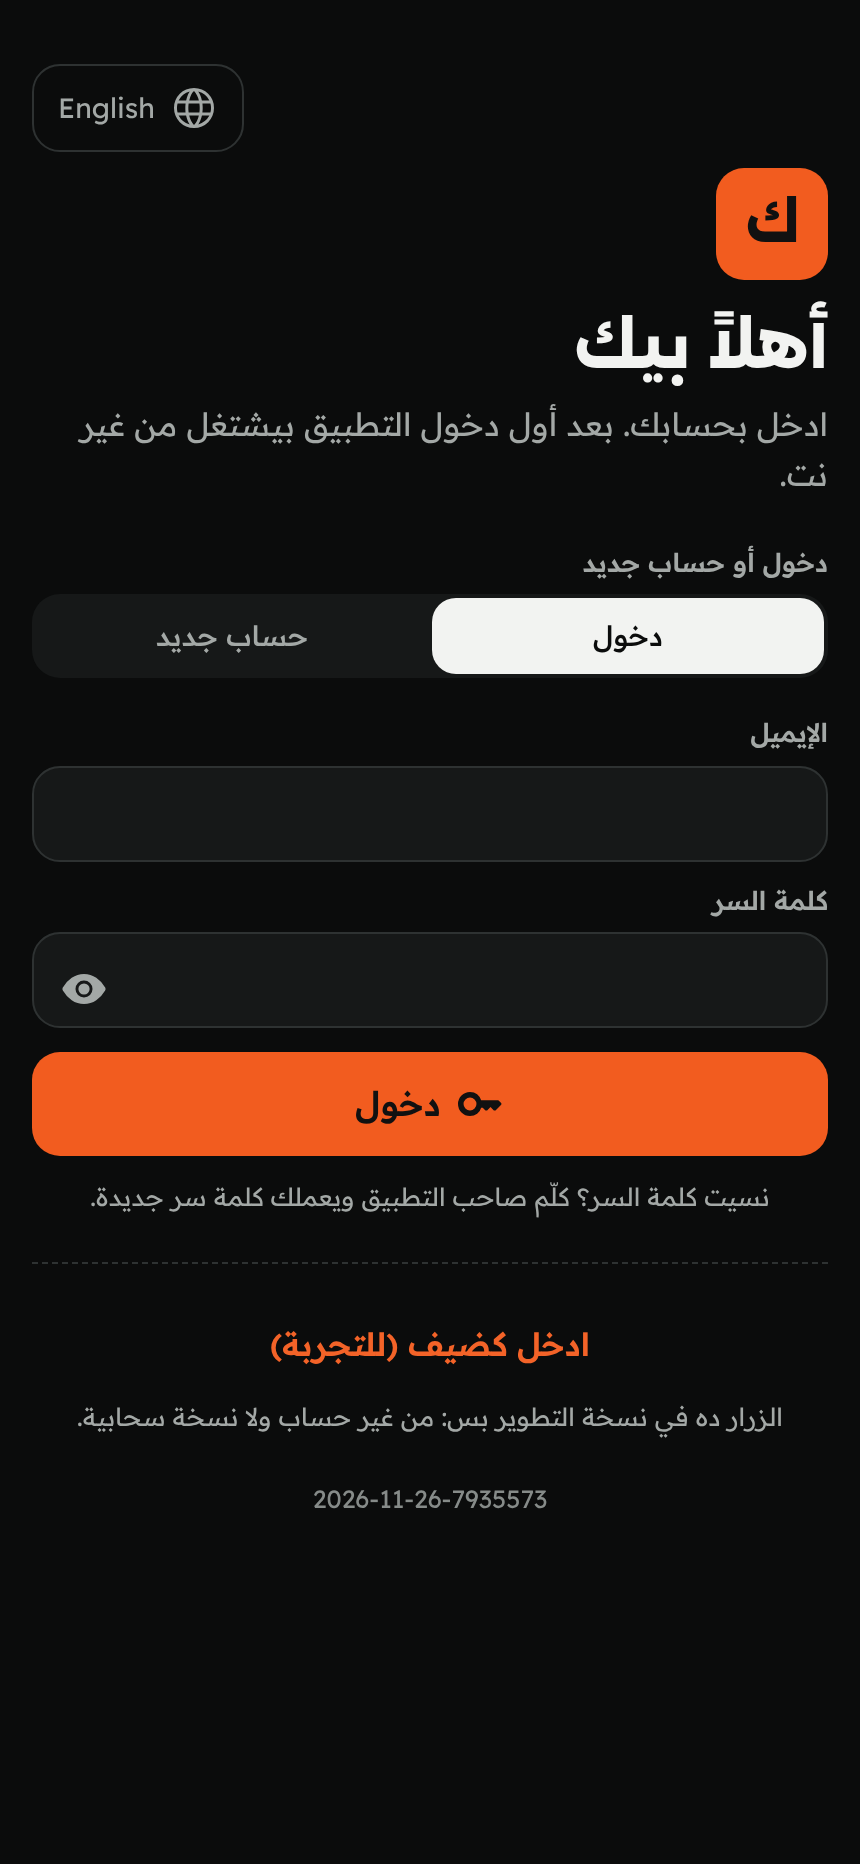 English
ك
أهلاً بيك
ادخل بحسابك. بعد أول دخول التطبيق بيشتغل من غير
نت.
دخول أو حساب جديد
دخول
حساب جديد
الإيميل
كلمة السر
دخول
نسيت كلمة السر؟ كلّم صاحب التطبيق ويعملك كلمة سر جديدة.
ادخل كضيف (للتجربة)
الزرار ده في نسخة التطوير بس: من غير حساب ولا نسخة سحابية.
2026-11-26-7935573